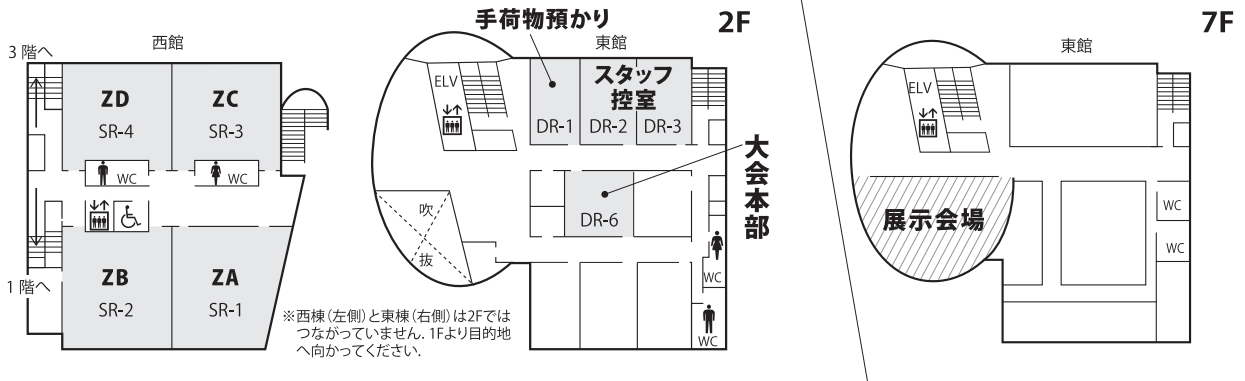 2F
手荷物預かり
西館
3 階へ
ZD
SR-4
ZC
SR-3
WC
WC
1 階へ
ZB
SR-2
ZA
SR-1
東館
ELV
スタッフ
控室
DR-1
DR-2
DR-3
大会本部
DR-6
吹
抜
WC
WC
※西棟(左側)と東棟(右側)は2Fでは
つながっていません. 1Fより目的地
へ向かってください.
7F
東館
ELV
展示会場
WC
WC